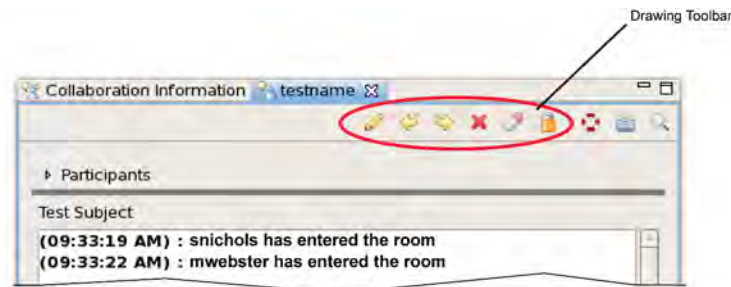 Drawing Toolbar
Collaboration Information testname
Participants
Test Subject
(09:33:19 AM) : snichols has entered the room
(09:33:22 AM) : mwebster has entered the room